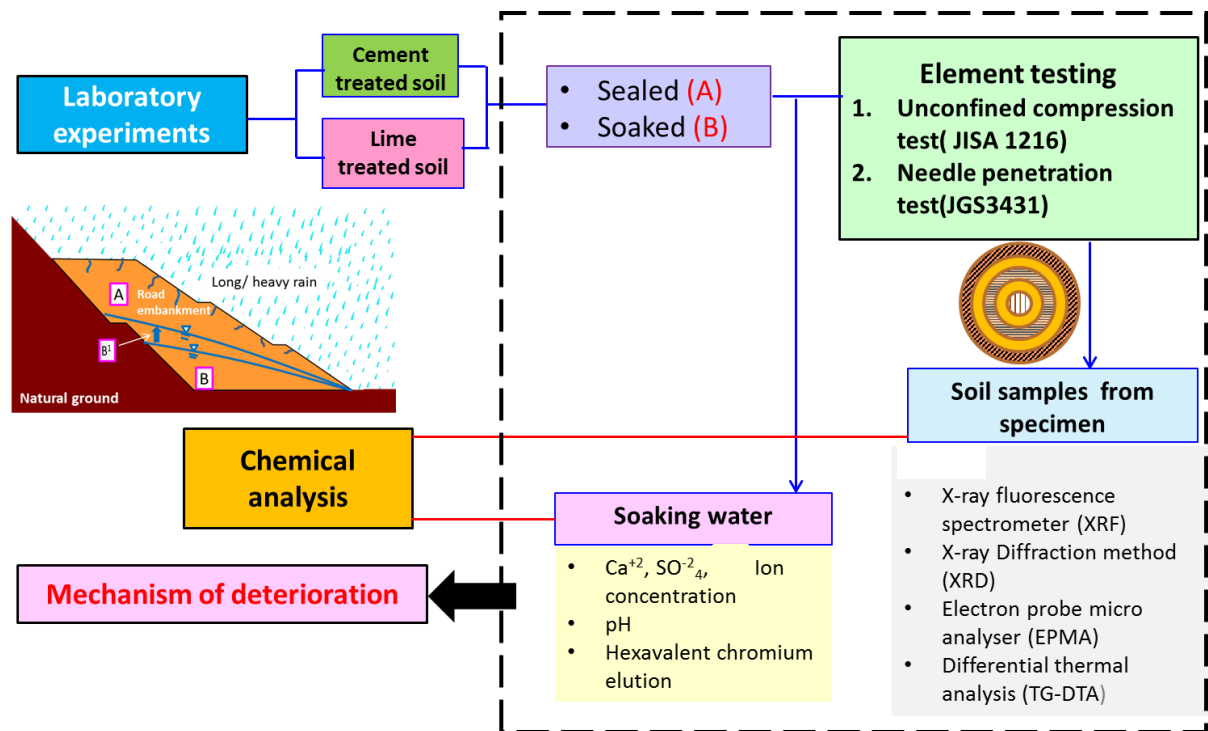 Laboratory
experiments
Cement
treated soil
Lime
treated soil
• Sealed (A)
• Soaked (B)
Element testing
1. Unconfined compression
test( JISA 1216)
2. Needle penetration
test(JGS3431)
Long/ heavy rain
A
Road
embankment
B¹
B
Natural ground
Soil samples from
specimen
Chemical
analysis
• X-ray fluorescence
spectrometer (XRF)
• X-ray Diffraction method
(XRD)
• Electron probe micro
analyser (EPMA)
• Differential thermal
analysis (TG-DTA)
Soaking water
• Ca⁺², SO⁻²₄, Ion
concentration
• pH
• Hexavalent chromium
elution
Mechanism of deterioration